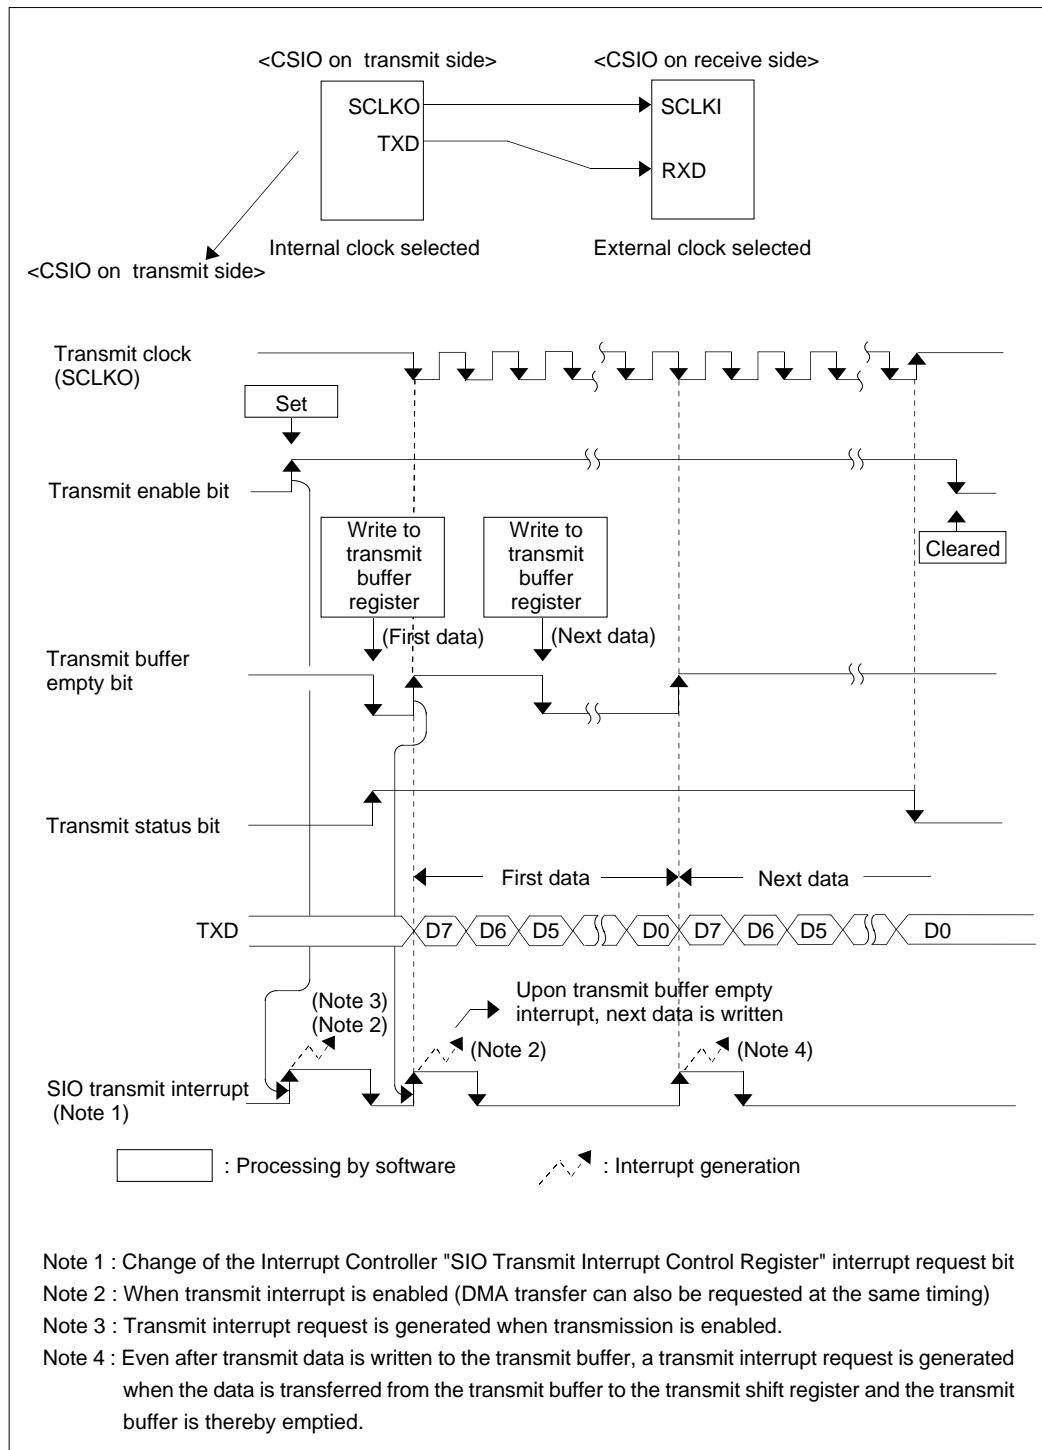 <CSIO on transmit side>
<CSIO on receive side>
SCLKO
SCLKI
TXD
RXD
Internal clock selected
External clock selected
<CSIO on transmit side>
Transmit clock
(SCLKO)
Set
Transmit enable bit
Write to
transmit
buffer
register
Write to
transmit
buffer
register
Cleared
(First data)
(Next data)
Transmit buffer
empty bit
Transmit status bit
First data
Next data
TXD
D7
D6
D5
D0
D7
D6
D5
D0
(Note 3)
(Note 2)
Upon transmit buffer empty
interrupt, next data is written
(Note 2)
(Note 4)
SIO transmit interrupt
(Note 1)
: Processing by software
: Interrupt generation
Note 1 : Change of the Interrupt Controller "SIO Transmit Interrupt Control Register" interrupt request bit
Note 2 : When transmit interrupt is enabled (DMA transfer can also be requested at the same timing)
Note 3 : Transmit interrupt request is generated when transmission is enabled.
Note 4 : Even after transmit data is written to the transmit buffer, a transmit interrupt request is generated
when the data is transferred from the transmit buffer to the transmit shift register and the transmit
buffer is thereby emptied.